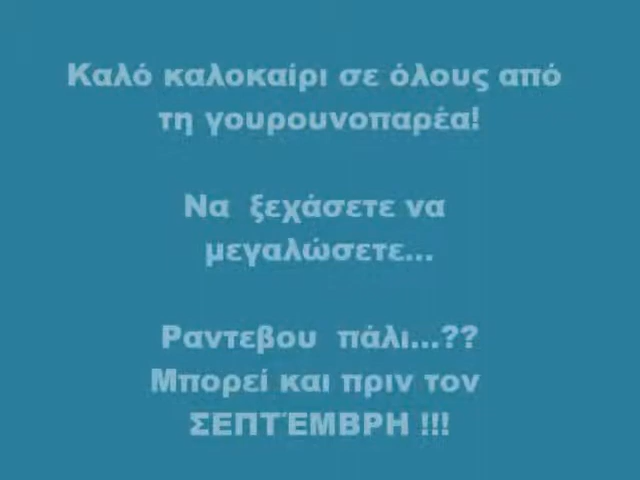 Καλό καλοκαίρι σε όλους από
τη γουρουνοπαρέα!
Να ξεχάσετε να
μεγαλώσετε...
Ραντεβου πάλι...??
Μπορεί και πριν τον
ΣΕΠΤΈΜΒΡΗ !!!